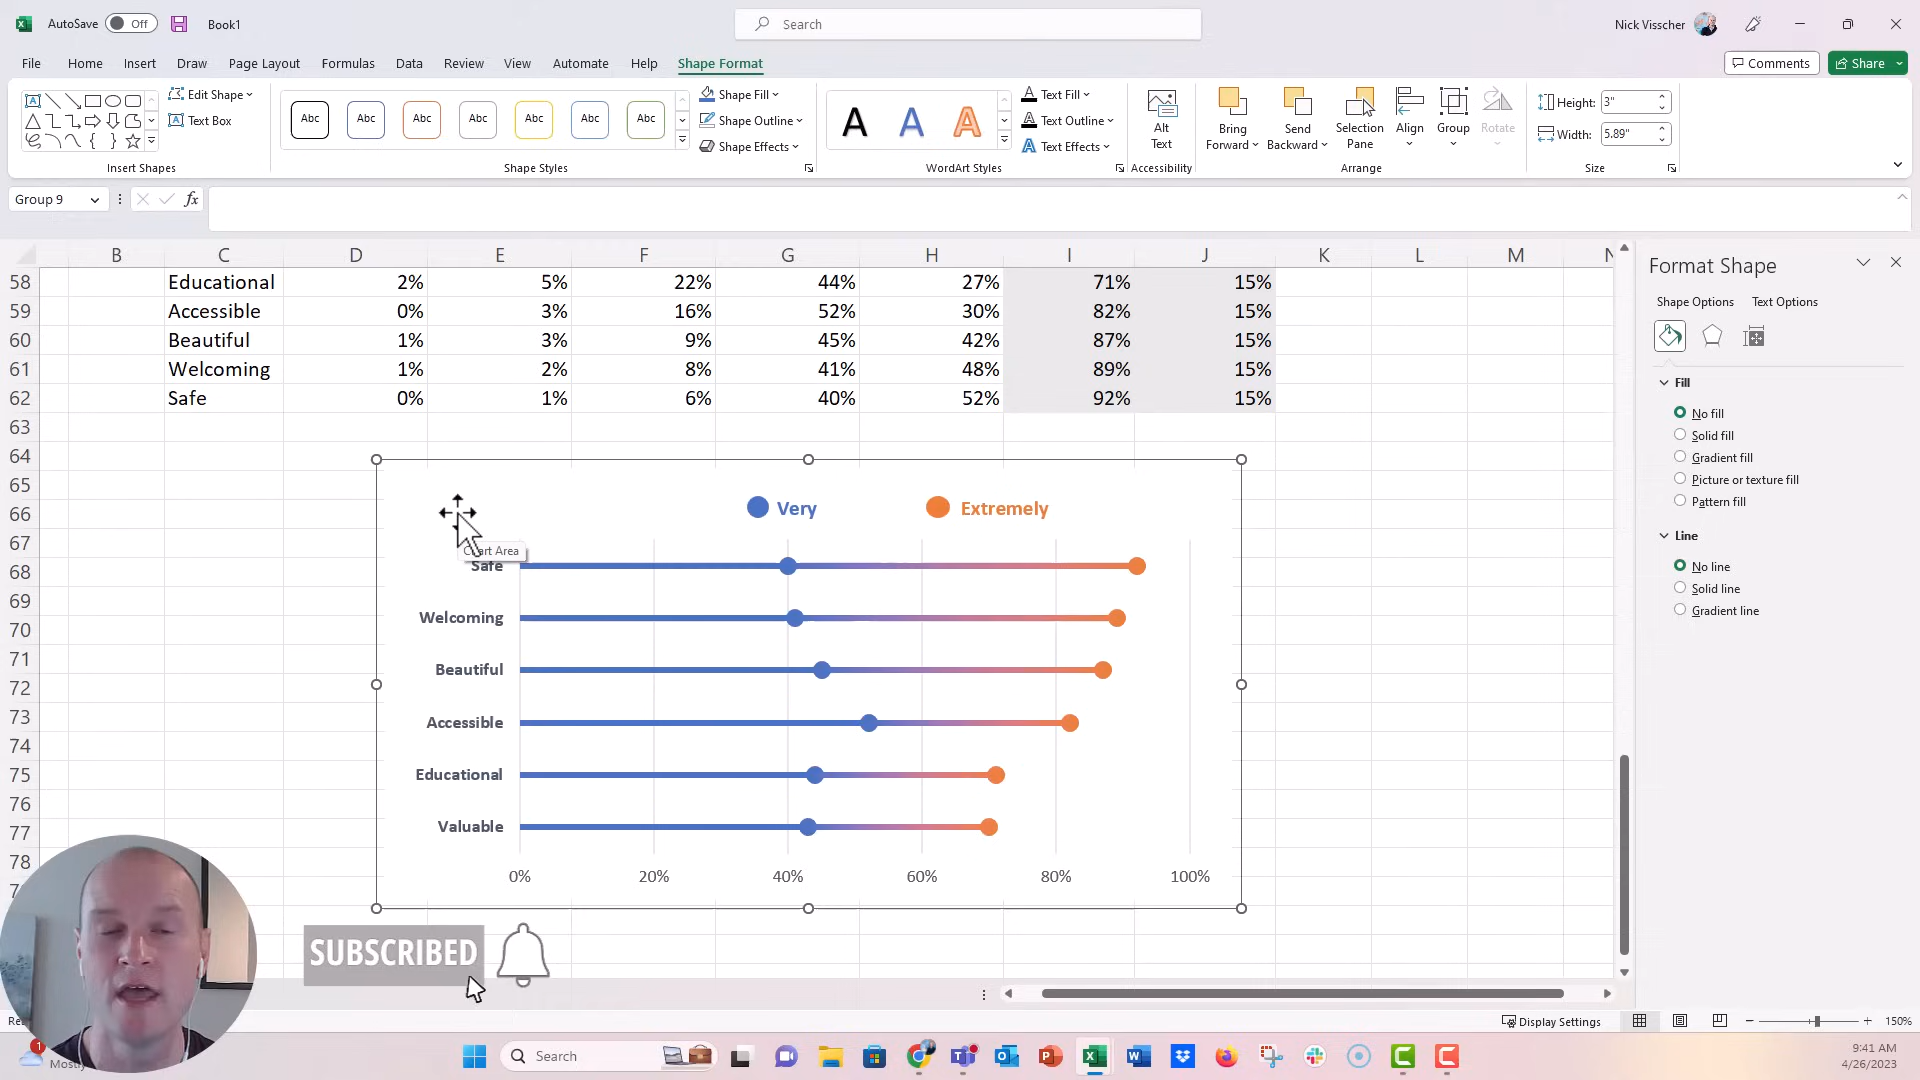 AutoSave Off Book1 Search Nick Visscher
File Home Insert Draw Page Layout Formulas Data Review View Automate Help Shape Format Comments Share
Edit Shape
Text Box
Insert Shapes
Abc Abc Abc Abc Abc Abc Abc
Shape Fill
Shape Outline
Shape Effects
Shape Styles
A A A
Text Fill
Text Outline
Text Effects
WordArt Styles
Alt Text
Accessibility
Bring Forward
Send Backward
Selection Pane
Align
Group
Rotate
Arrange
Height: 3"
Width: 5.89"
Size
Group 9 fx
B C D E F G H I J K L M N
58 Educational 2% 5% 22% 44% 27% 71% 15%
59 Accessible 0% 3% 16% 52% 30% 82% 15%
60 Beautiful 1% 3% 9% 45% 42% 87% 15%
61 Welcoming 1% 2% 8% 41% 48% 89% 15%
62 Safe 0% 1% 6% 40% 52% 92% 15%
63
64
65
66
67
68
69
70
71
72
73
74
75
76
77
78
Very Extremely
Chart Area
Safe
Welcoming
Beautiful
Accessible
Educational
Valuable
0% 20% 40% 60% 80% 100%
Format Shape
Shape Options Text Options
Fill
No fill
Solid fill
Gradient fill
Picture or texture fill
Pattern fill
Line
No line
Solid line
Gradient line
SUBSCRIBED
Display Settings 150%
1
Search
9:41 AM
4/26/2023